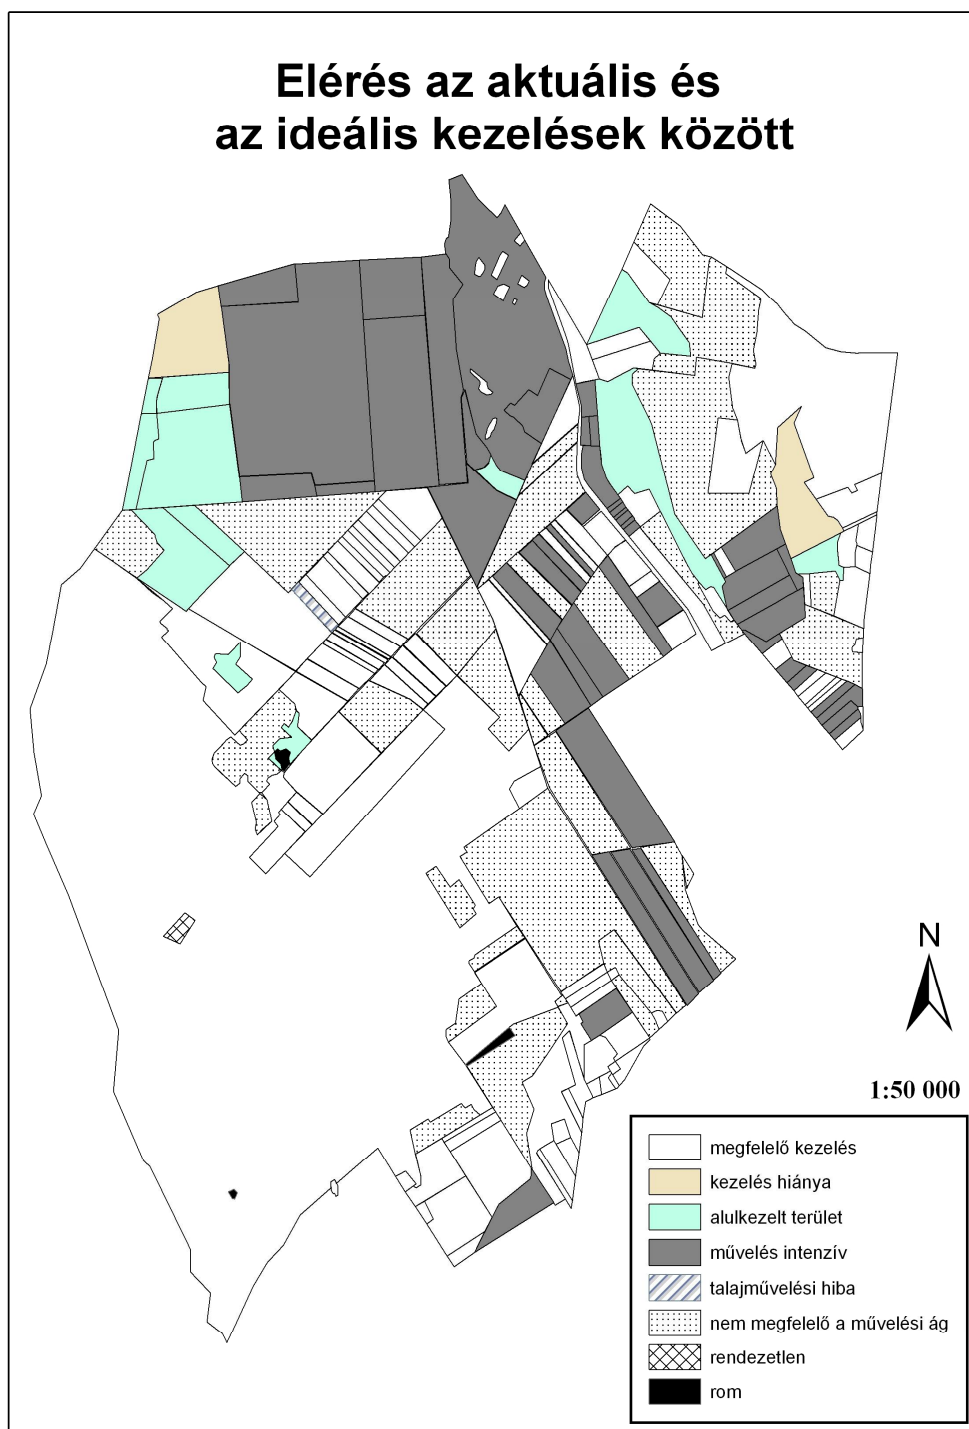 Elérés az aktuális és
az ideális kezelések között
N
1:50 000
megfelelő kezelés
kezelés hiánya
alulkezelt terület
művelés intenzív
talajművelési hiba
nem megfelelő a művelési ág
rendezetlen
rom